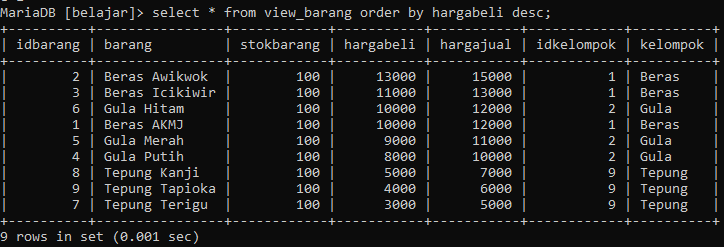 MariaDB [belajar]> select * from view_barang order by hargabeli desc;
+----------+----------------+------------+-----------+-----------+------------+----------+
| idbarang | barang         | stokbarang | hargabeli | hargajual | idkelompok | kelompok |
+----------+----------------+------------+-----------+-----------+------------+----------+
|        2 | Beras Awikwok  |        100 |     13000 |     15000 |          1 | Beras    |
|        3 | Beras Icikiwir |        100 |     11000 |     13000 |          1 | Beras    |
|        6 | Gula Hitam     |        100 |     10000 |     12000 |          2 | Gula     |
|        1 | Beras AKMJ     |        100 |     10000 |     12000 |          1 | Beras    |
|        5 | Gula Merah     |        100 |      9000 |     11000 |          2 | Gula     |
|        4 | Gula Putih     |        100 |      8000 |     10000 |          2 | Gula     |
|        8 | Tepung Kanji   |        100 |      5000 |      7000 |          9 | Tepung   |
|        9 | Tepung Tapioka |        100 |      4000 |      6000 |          9 | Tepung   |
|        7 | Tepung Terigu  |        100 |      3000 |      5000 |          9 | Tepung   |
+----------+----------------+------------+-----------+-----------+------------+----------+
9 rows in set (0.001 sec)